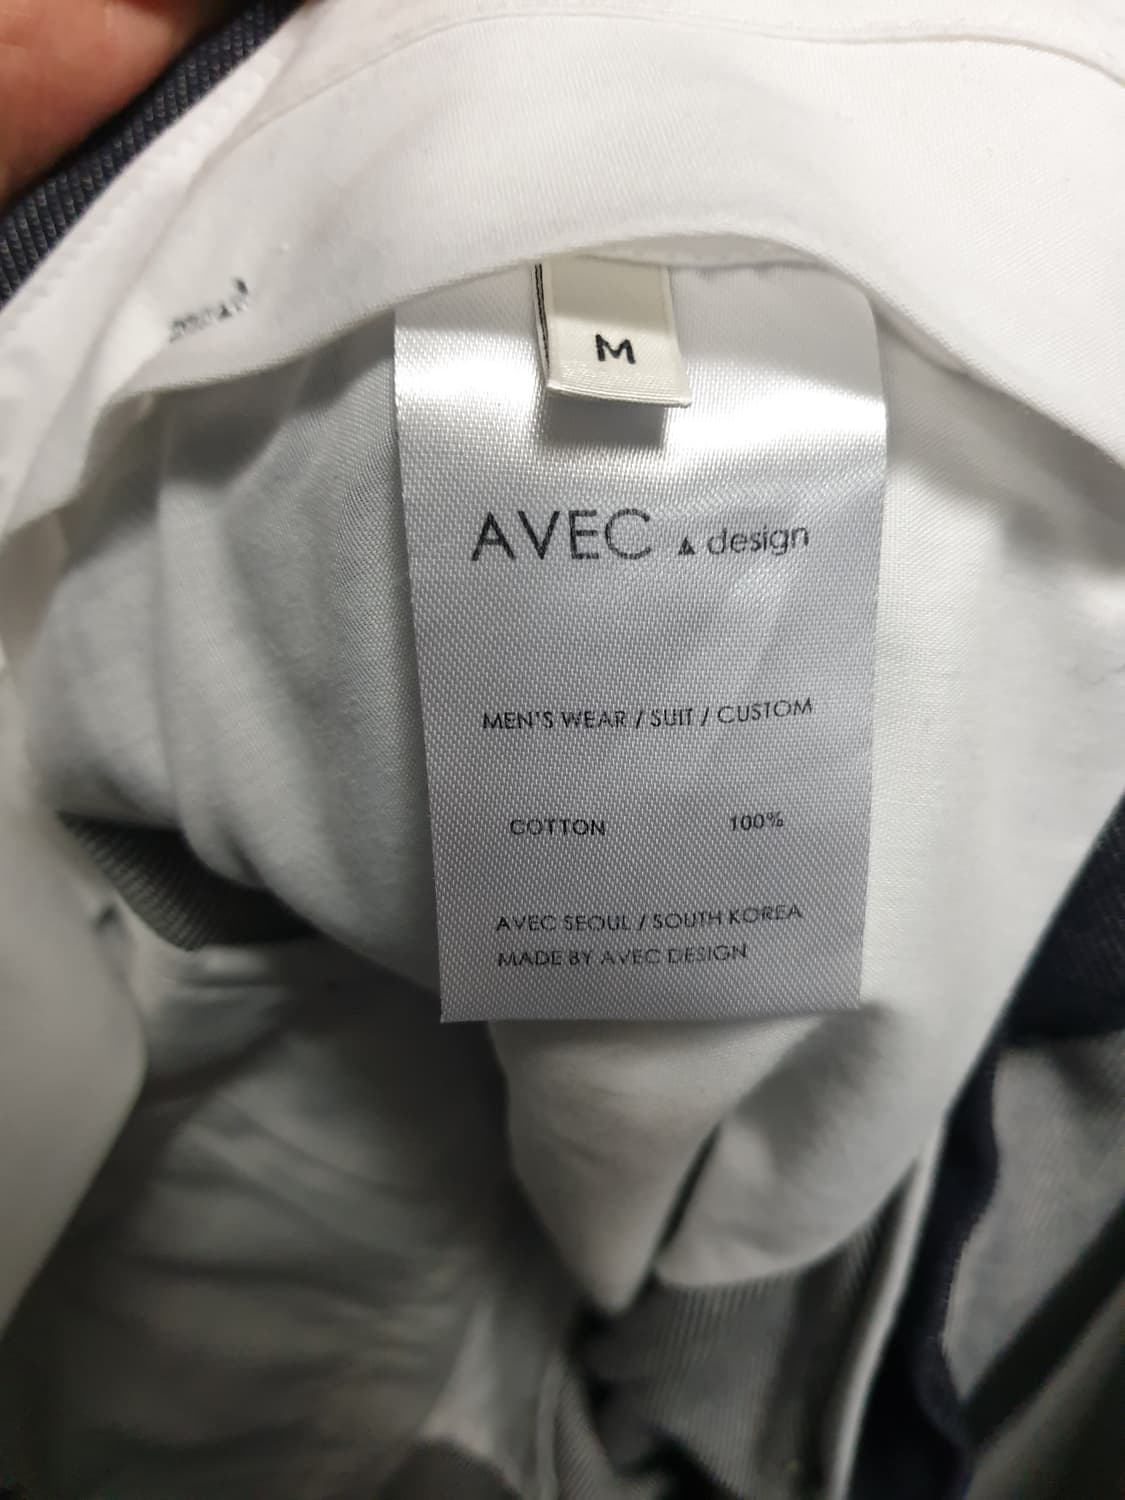 M
AVEC ▲ design
MEN'S WEAR / SUIT / CUSTOM
COTTON 100%
AVEC SEOUL / SOUTH KOREA
MADE BY AVEC DESIGN